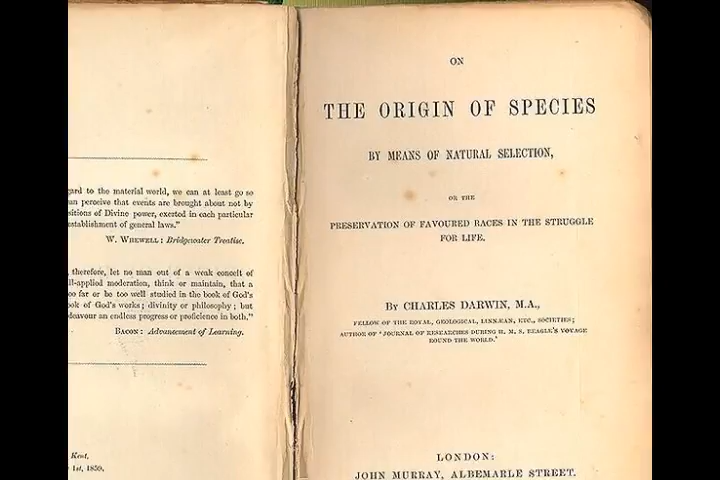 gard to the material world, we can at least go so
an perceive that events are brought about not by
sitions of Divine power, exerted in each particular
establishment of general laws."
W. Whewell: Bridgewater Treatise.
, therefore, let no man out of a weak conceit of
ll-applied moderation, think or maintain, that a
oo far or be too well studied in the book of God's
ook of God's works; divinity or philosophy; but
deavour an endless progress or proficience in both."
Bacon: Advancement of Learning.
Kent,
1st, 1859.
ON
THE ORIGIN OF SPECIES
BY MEANS OF NATURAL SELECTION,
OR THE
PRESERVATION OF FAVOURED RACES IN THE STRUGGLE
FOR LIFE.
By CHARLES DARWIN, M.A.,
FELLOW OF THE ROYAL, GEOLOGICAL, LINNÆAN, ETC., SOCIETIES;
AUTHOR OF 'JOURNAL OF RESEARCHES DURING H. M. S. BEAGLE'S VOYAGE
ROUND THE WORLD.'
LONDON:
JOHN MURRAY, ALBEMARLE STREET.